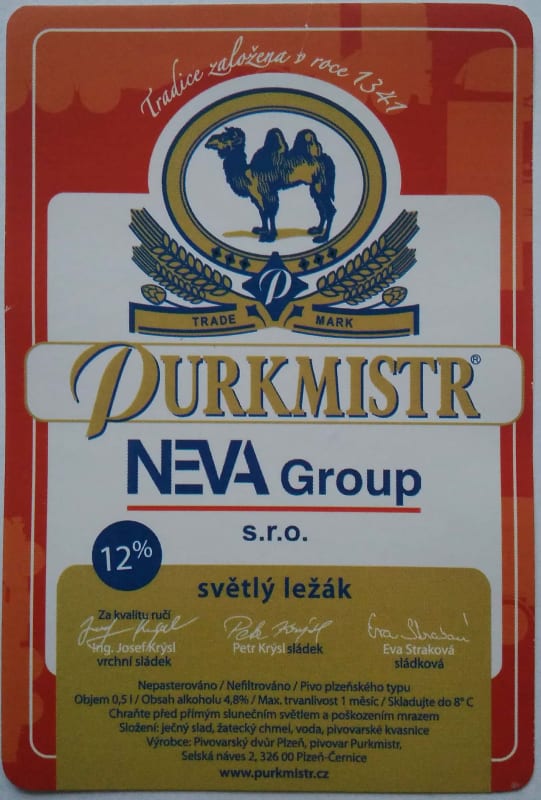 Tradice založena v roce 1341
P
TRADE MARK
PURKMISTR®
NEVA Group
s.r.o.
12%
světlý ležák
Za kvalitu ručí
Ing. Josef Krýsl Petr Krýsl sládek Eva Straková
vrchní sládek sládková
Nepasterováno / Nefiltrováno / Pivo plzeňského typu
Objem 0,5 l / Obsah alkoholu 4,8% / Max. trvanlivost 1 měsíc / Skladujte do 8° C
Chraňte před přímým slunečním světlem a poškozením mrazem
Složení: ječný slad, žatecký chmel, voda, pivovarské kvasnice
Výrobce: Pivovarský dvůr Plzeň, pivovar Purkmistr,
Selská náves 2, 326 00 Plzeň-Černice
www.purkmistr.cz